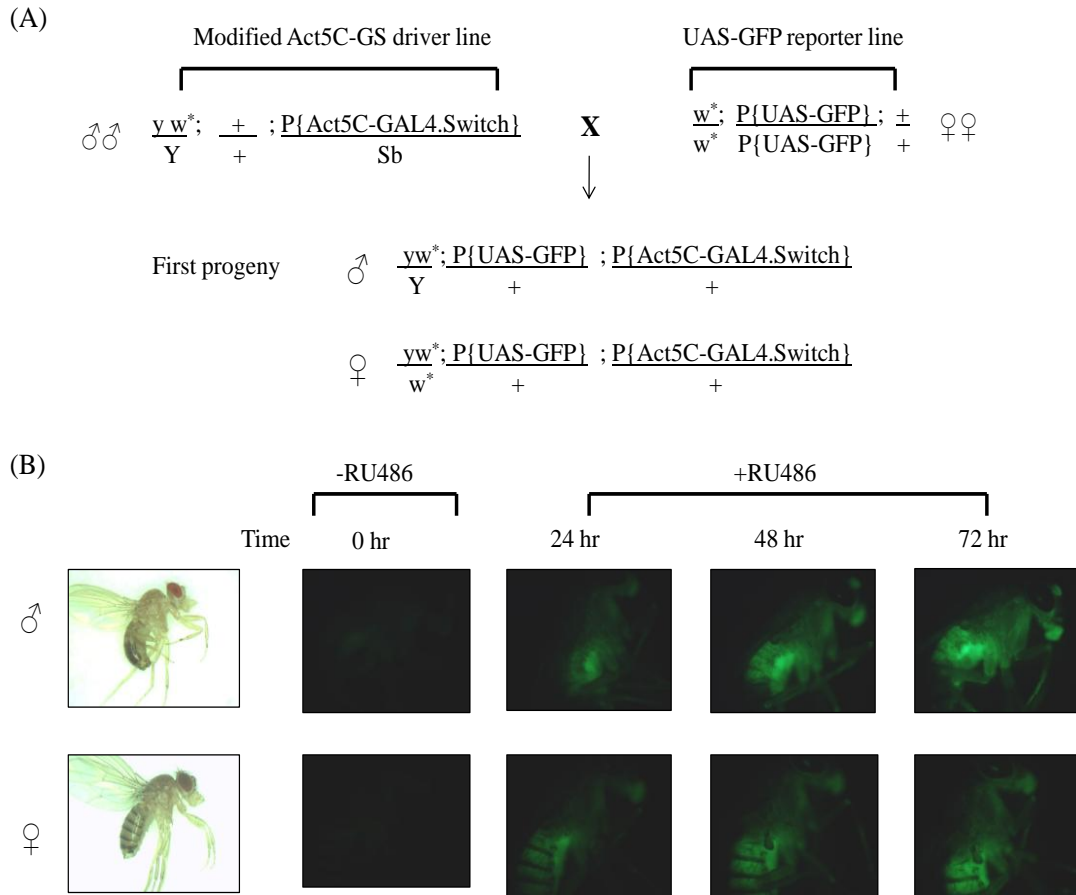 (A)
Modified Act5C-GS driver line
UAS-GFP reporter line
♂♂ y w*; + ; P{Act5C-GAL4.Switch} X w*; P{UAS-GFP}; + ♀♀
Y + Sb w* P{UAS-GFP} +
First progeny ♂ yw*; P{UAS-GFP} ; P{Act5C-GAL4.Switch}
Y + +
♀ yw*; P{UAS-GFP} ; P{Act5C-GAL4.Switch}
w* + +
(B)
-RU486 +RU486
Time 0 hr 24 hr 48 hr 72 hr
♂
♀